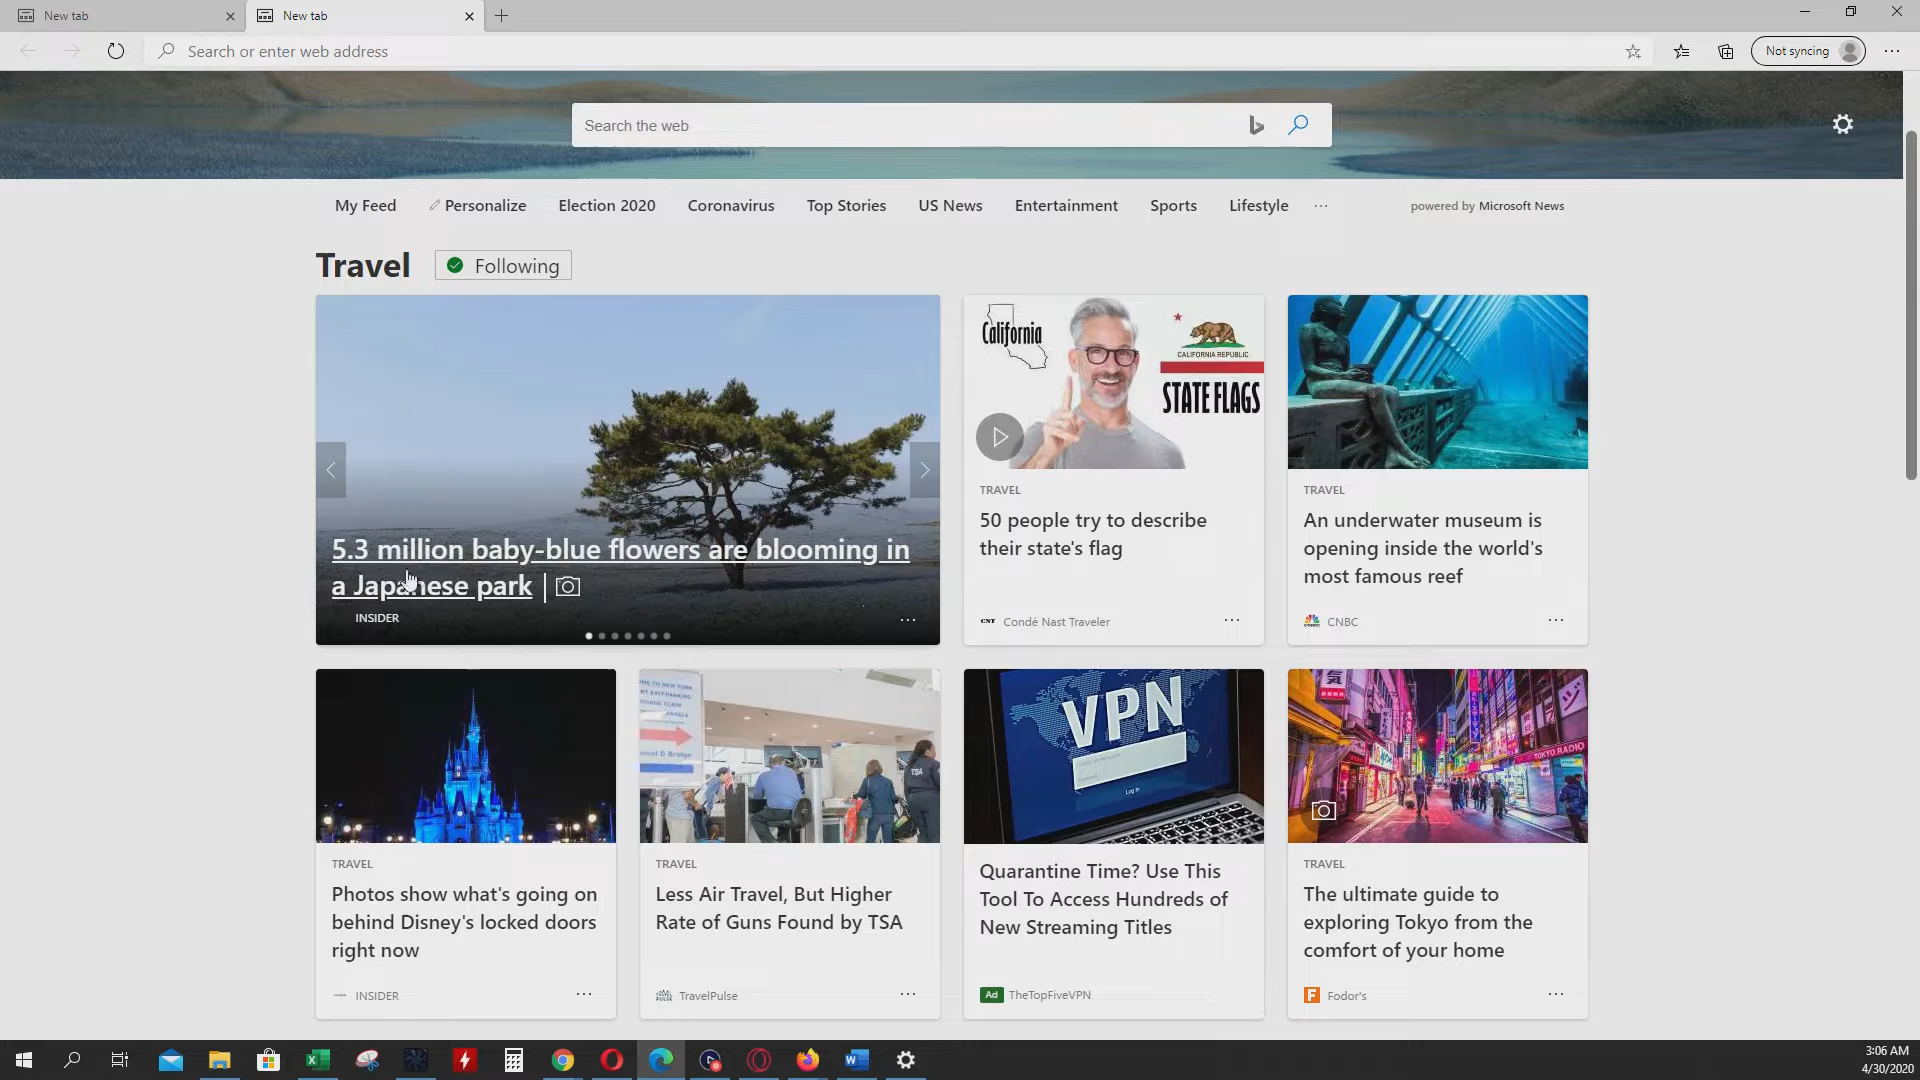 New tab
New tab
Search or enter web address
Not syncing
Search the web
My Feed
Personalize
Election 2020
Coronavirus
Top Stories
US News
Entertainment
Sports
Lifestyle
powered by Microsoft News
Travel
Following
5.3 million baby-blue flowers are blooming in
a Japanese park
INSIDER
California
CALIFORNIA REPUBLIC
STATE FLAGS
TRAVEL
50 people try to describe
their state's flag
CNT Condé Nast Traveler
TRAVEL
An underwater museum is
opening inside the world's
most famous reef
CNBC
TRAVEL
Photos show what's going on
behind Disney's locked doors
right now
INSIDER
TSA
TRAVEL
Less Air Travel, But Higher
Rate of Guns Found by TSA
TravelPulse
VPN
Log in
Quarantine Time? Use This
Tool To Access Hundreds of
New Streaming Titles
Ad TheTopFiveVPN
TOKYO RADIO
TRAVEL
The ultimate guide to
exploring Tokyo from the
comfort of your home
F Fodor's
3:06 AM
4/30/2020